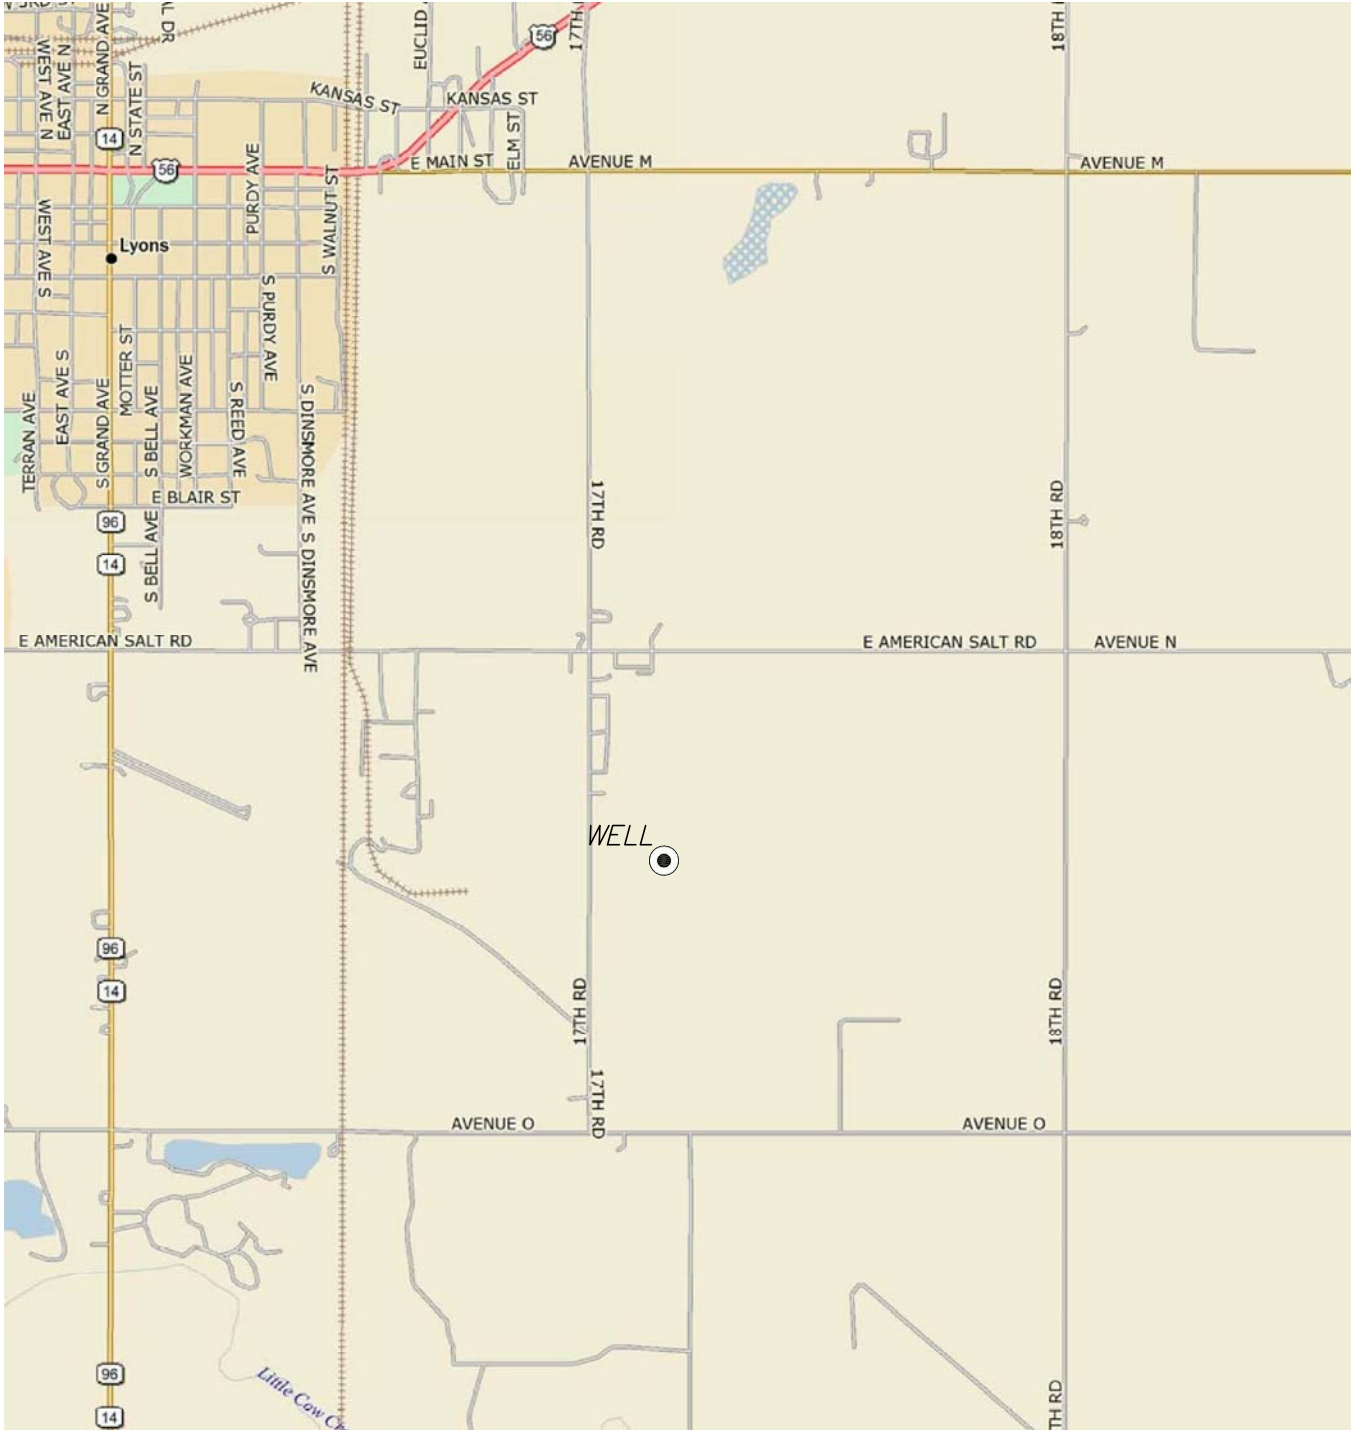 N GRAND AVE
17TH
18TH
56
EUCLID
WEST AVE N
EAST AVE N
N STATE ST
KANSAS ST
KANSAS ST
14
ELM ST
E MAIN ST
AVENUE M
AVENUE M
56
PURDY AVE
S WALNUT ST
WEST AVE S
Lyons
S PURDY AVE
MOTTER ST
EAST AVE S
WORKMAN AVE
S GRAND AVE
S BELL AVE
S REED AVE
TERRAN AVE
S DINSMORE AVE
E BLAIR ST
17TH RD
18TH RD
96
14
S BELL AVE
S DINSMORE AVE
E AMERICAN SALT RD
E AMERICAN SALT RD
AVENUE N
WELL
96
14
17TH RD
18TH RD
17TH RD
AVENUE O
AVENUE O
96
14
Little Cow
TH RD